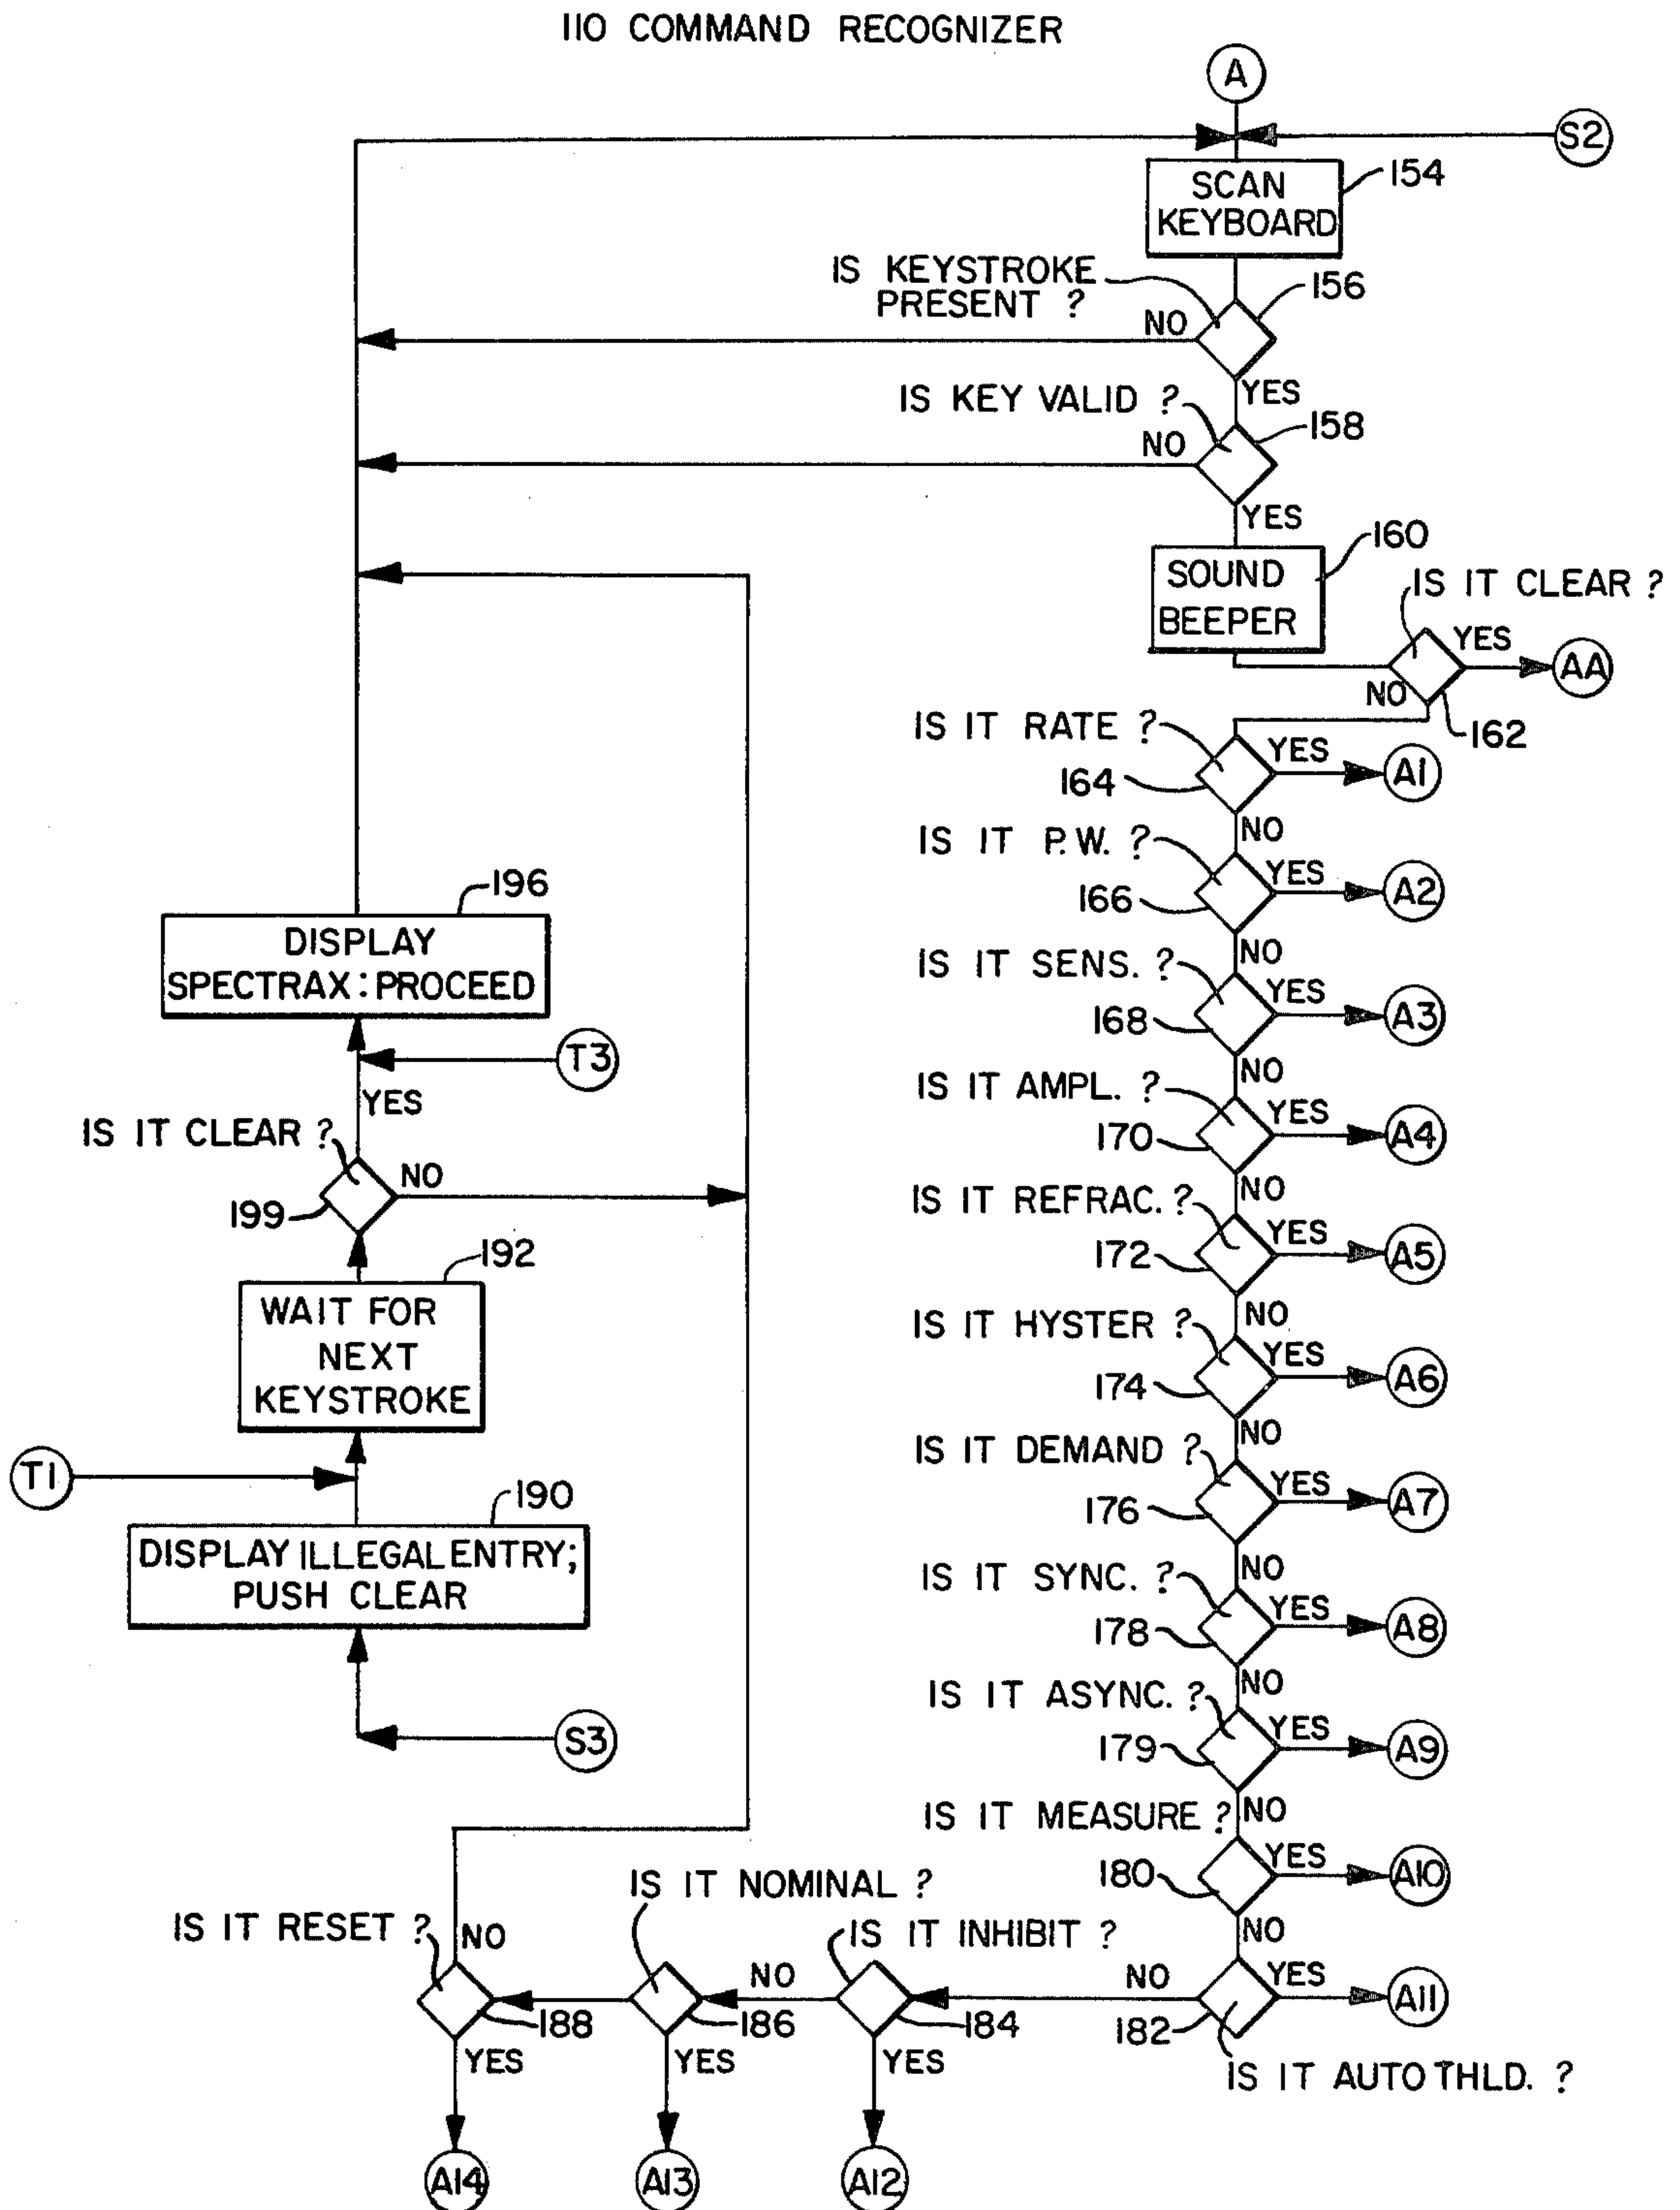 110 COMMAND RECOGNIZER
A
S2
SCAN
KEYBOARD
154
IS KEYSTROKE
PRESENT ?
156
NO
YES
IS KEY VALID ?
158
NO
YES
SOUND
BEEPER
160
IS IT CLEAR ?
YES
AA
NO
162
IS IT RATE ?
164
YES
A1
NO
IS IT P.W. ?
166
YES
A2
NO
IS IT SENS. ?
168
YES
A3
NO
IS IT AMPL. ?
170
YES
A4
NO
IS IT REFRAC. ?
172
YES
A5
NO
IS IT HYSTER ?
174
YES
A6
NO
IS IT DEMAND ?
176
YES
A7
NO
IS IT SYNC. ?
178
YES
A8
NO
IS IT ASYNC. ?
179
YES
A9
NO
IS IT MEASURE ?
180
YES
A10
NO
182
YES
A11
IS IT AUTO THLD. ?
NO
IS IT INHIBIT ?
184
YES
A12
NO
IS IT NOMINAL ?
186
YES
A13
IS IT RESET ?
188
NO
YES
A14
196
DISPLAY
SPECTRAX : PROCEED
T3
YES
IS IT CLEAR ?
NO
199
192
WAIT FOR
NEXT
KEYSTROKE
T1
190
DISPLAY ILLEGAL ENTRY;
PUSH CLEAR
S3